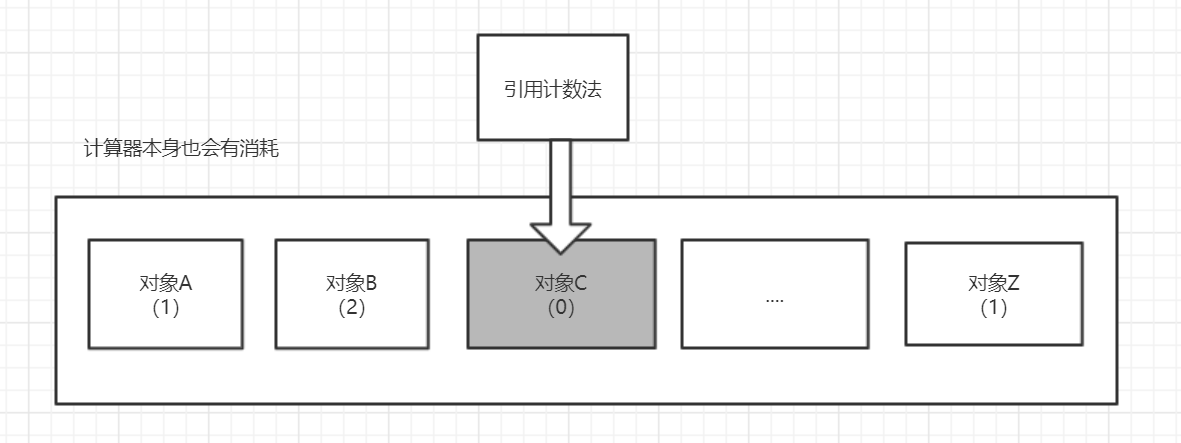 引用计数法
计算器本身也会有消耗
对象A
（1）
对象B
（2）
对象C
（0）
....
对象Z
（1）